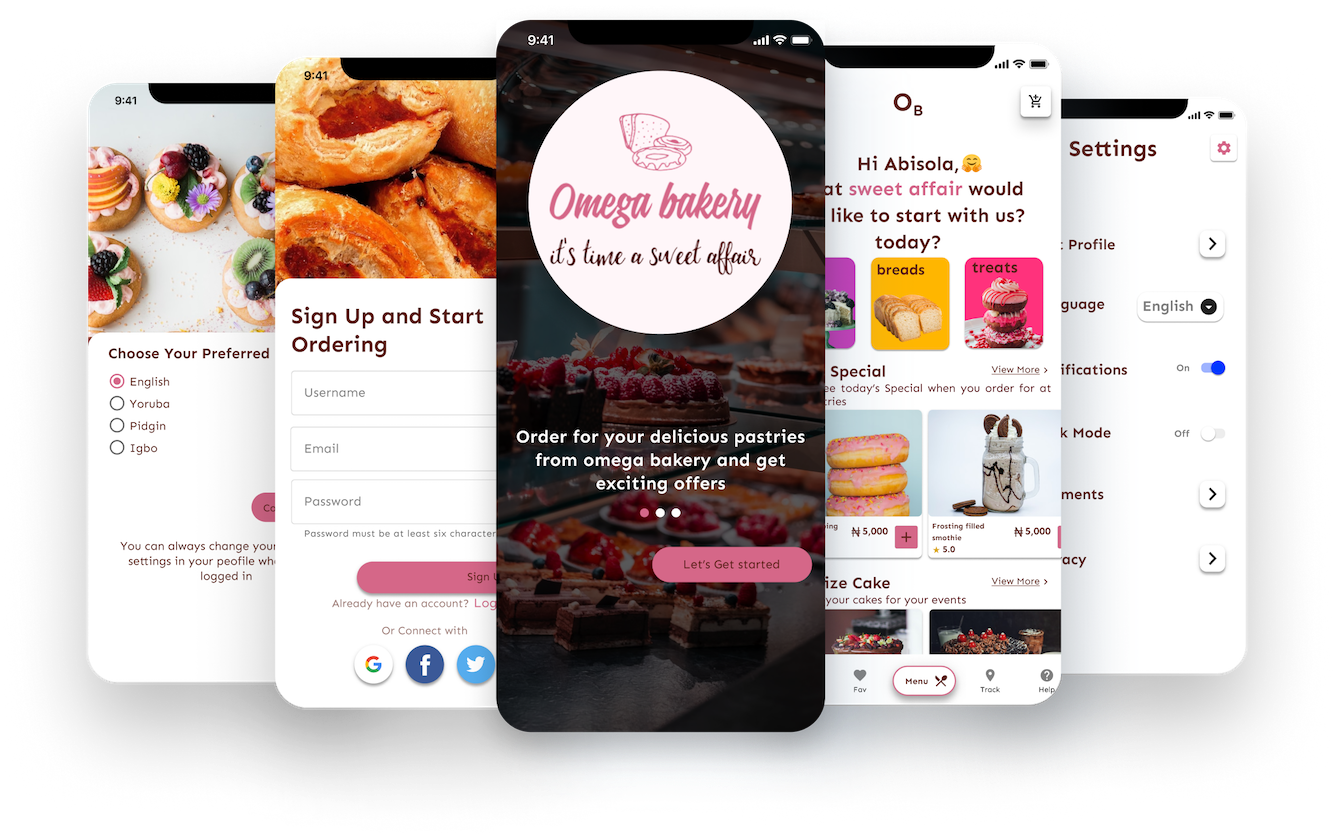 9:41
Choose Your Preferred
English
Yoruba
Pidgin
Igbo
You can always change your
settings in your peofile
logged in
9:41
Sign Up and Start
Ordering
Username
Email
Password
Password must be at least six character
Sign
Already have an account?
Or Connect with
9:41
Omega bakery
it's time a sweet affair
Order for your delicious pastries
from omega bakery and get
exciting offers
Let's Get started
OB
Hi Abisola,🤗
at sweet affair would
like to start with us?
today?
breads
treats
Special
View More >
ee today's Special when you order for at
ries
ing
₦ 5,000
+
Frosting filled
smothie
₦ 5,000
★ 5.0
ize Cake
View More >
your cakes for your events
Fav
Menu
Track
Help
Settings
Profile
guage
English
ifications
On
k Mode
Off
ments
acy